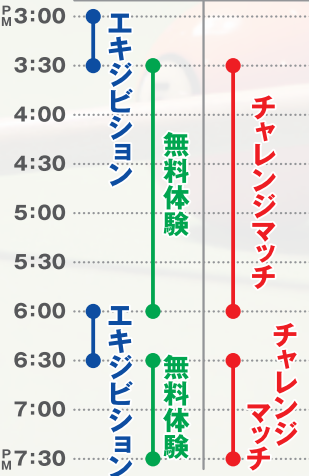 PM 3:00
3:30
4:00
4:30
5:00
5:30
6:00
6:30
7:00
PM 7:30
エキジビション
無料体験
チャレンジマッチ
エキジビション
無料体験
チャレンジ
マッチ